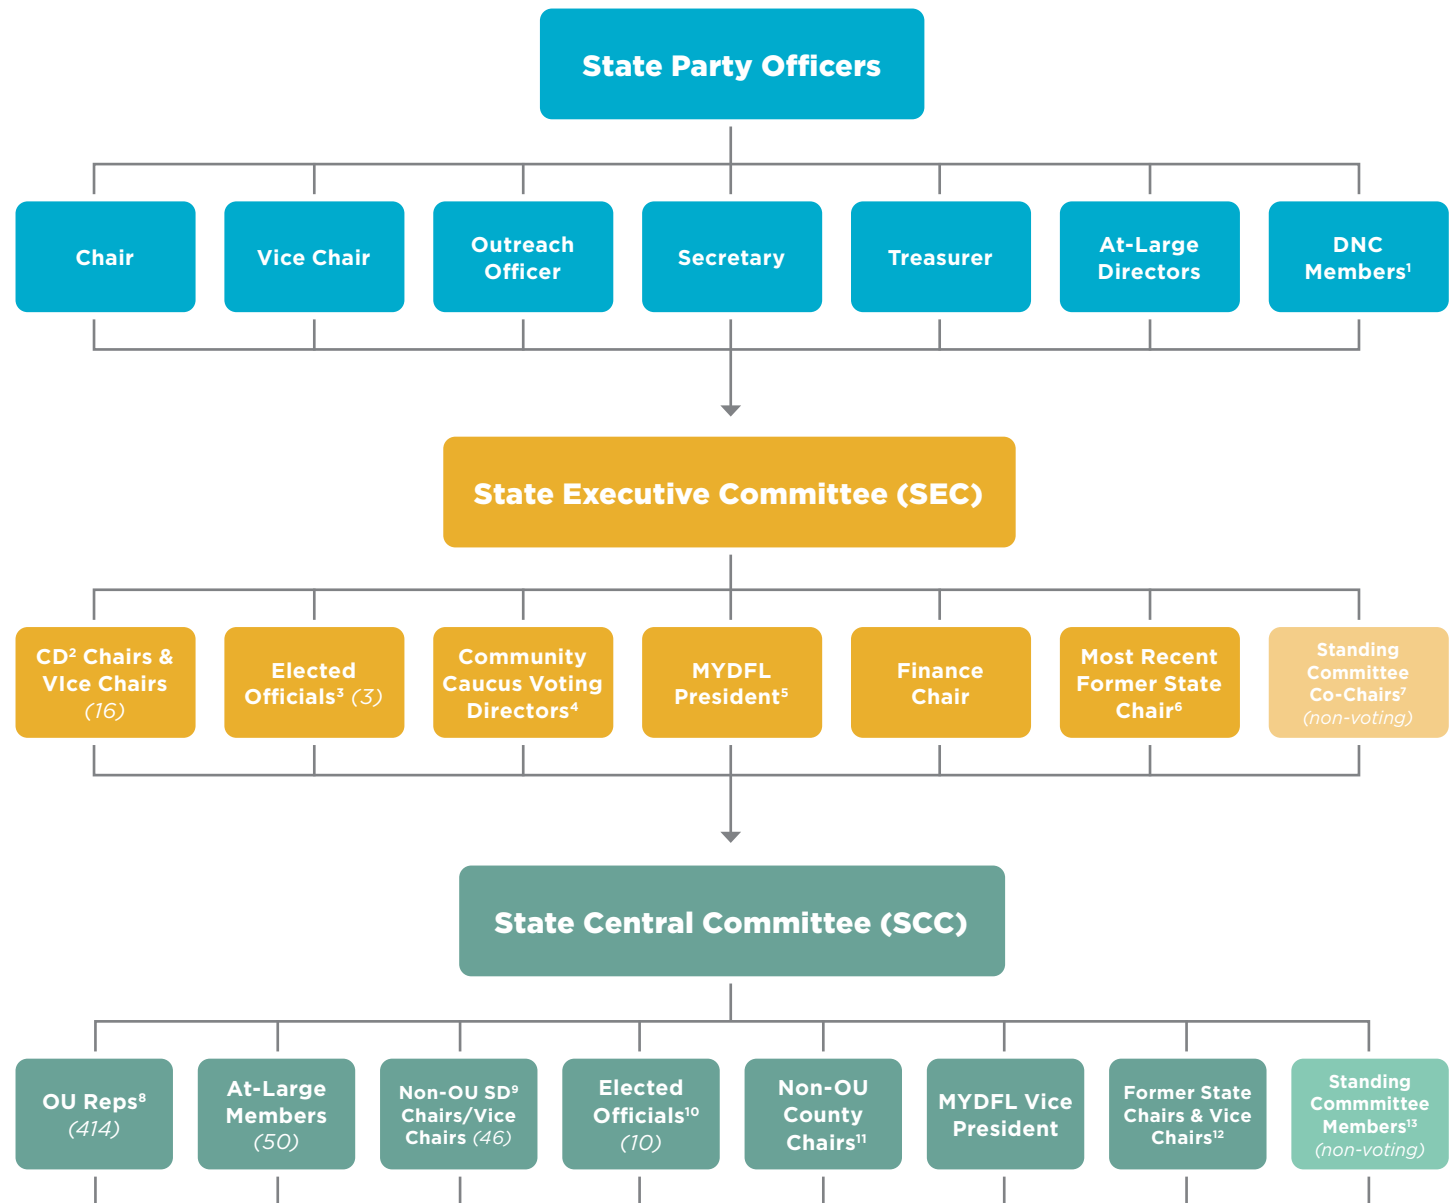 State Party Officers
Chair
Vice Chair
Outreach
Officer
Secretary
Treasurer
At-Large
Directors
DNC
Members¹
State Executive Committee (SEC)
CD² Chairs &
VIce Chairs
(16)
Elected
Officials³ (3)
Community
Caucus Voting
Directors⁴
MYDFL
President⁵
Finance
Chair
Most Recent
Former State
Chair⁶
Standing
Committee
Co-Chairs⁷
(non-voting)
State Central Committee (SCC)
OU Reps⁸
(414)
At-Large
Members
(50)
Non-OU SD⁹
Chairs/Vice
Chairs (46)
Elected
Officials¹⁰
(10)
Non-OU
County
Chairs¹¹
MYDFL Vice
President
Former State
Chairs & Vice
Chairs¹²
Standing
Commmittee
Members¹³
(non-voting)